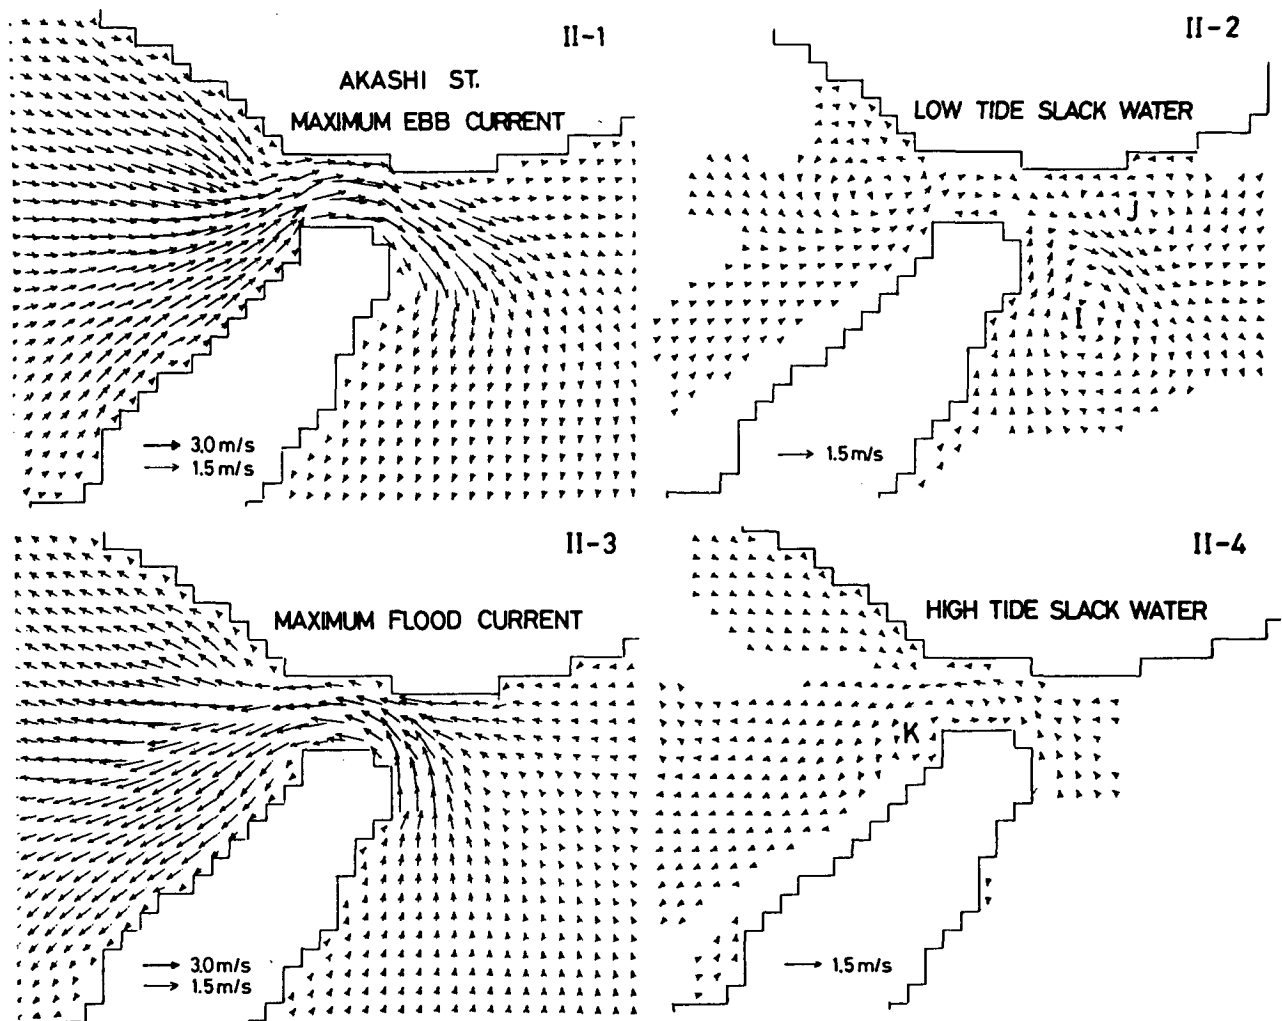 II-1
AKASHI ST.
MAXIMUM EBB CURRENT
3.0 m/s
1.5 m/s
II-2
LOW TIDE SLACK WATER
J
I
1.5 m/s
II-3
MAXIMUM FLOOD CURRENT
3.0 m/s
1.5 m/s
II-4
HIGH TIDE SLACK WATER
K
1.5 m/s